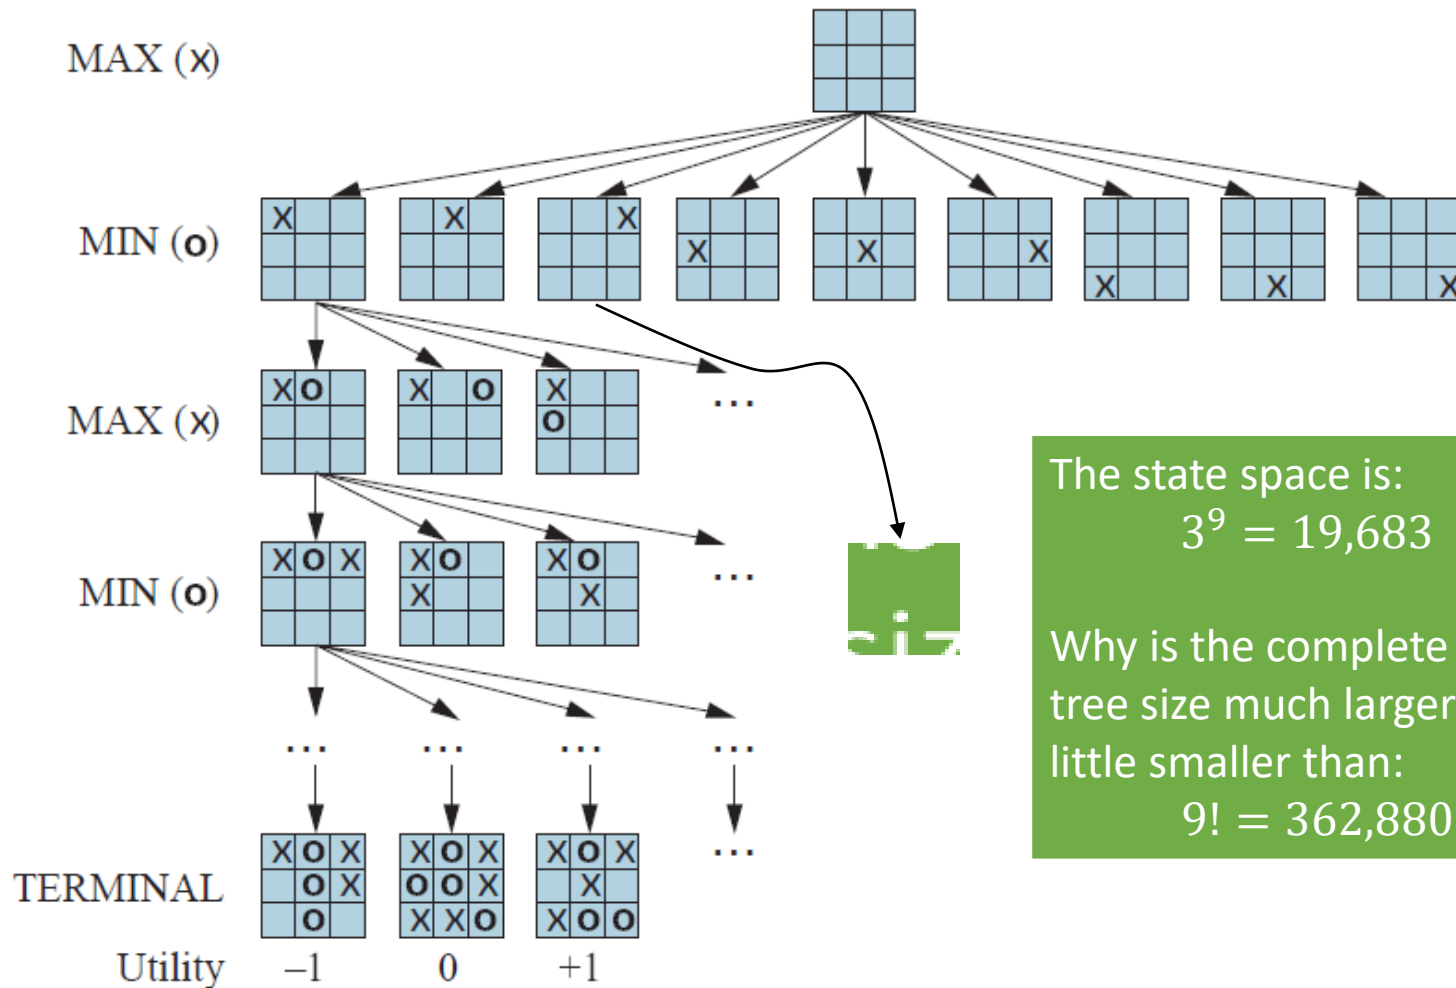 MAX (X)
X X X X X X X X X
MIN (O)
X O X O X
O
MAX (X)
...
The state space is:
3⁹ = 19,683
X O X X O X O
X X
MIN (O)
...
Why is the complete
tree size much larger
little smaller than:
9! = 362,880
... ... ... ...
X O X X O X X O
O X O O X X
O X X O X O O
...
TERMINAL
Utility –1 0 +1